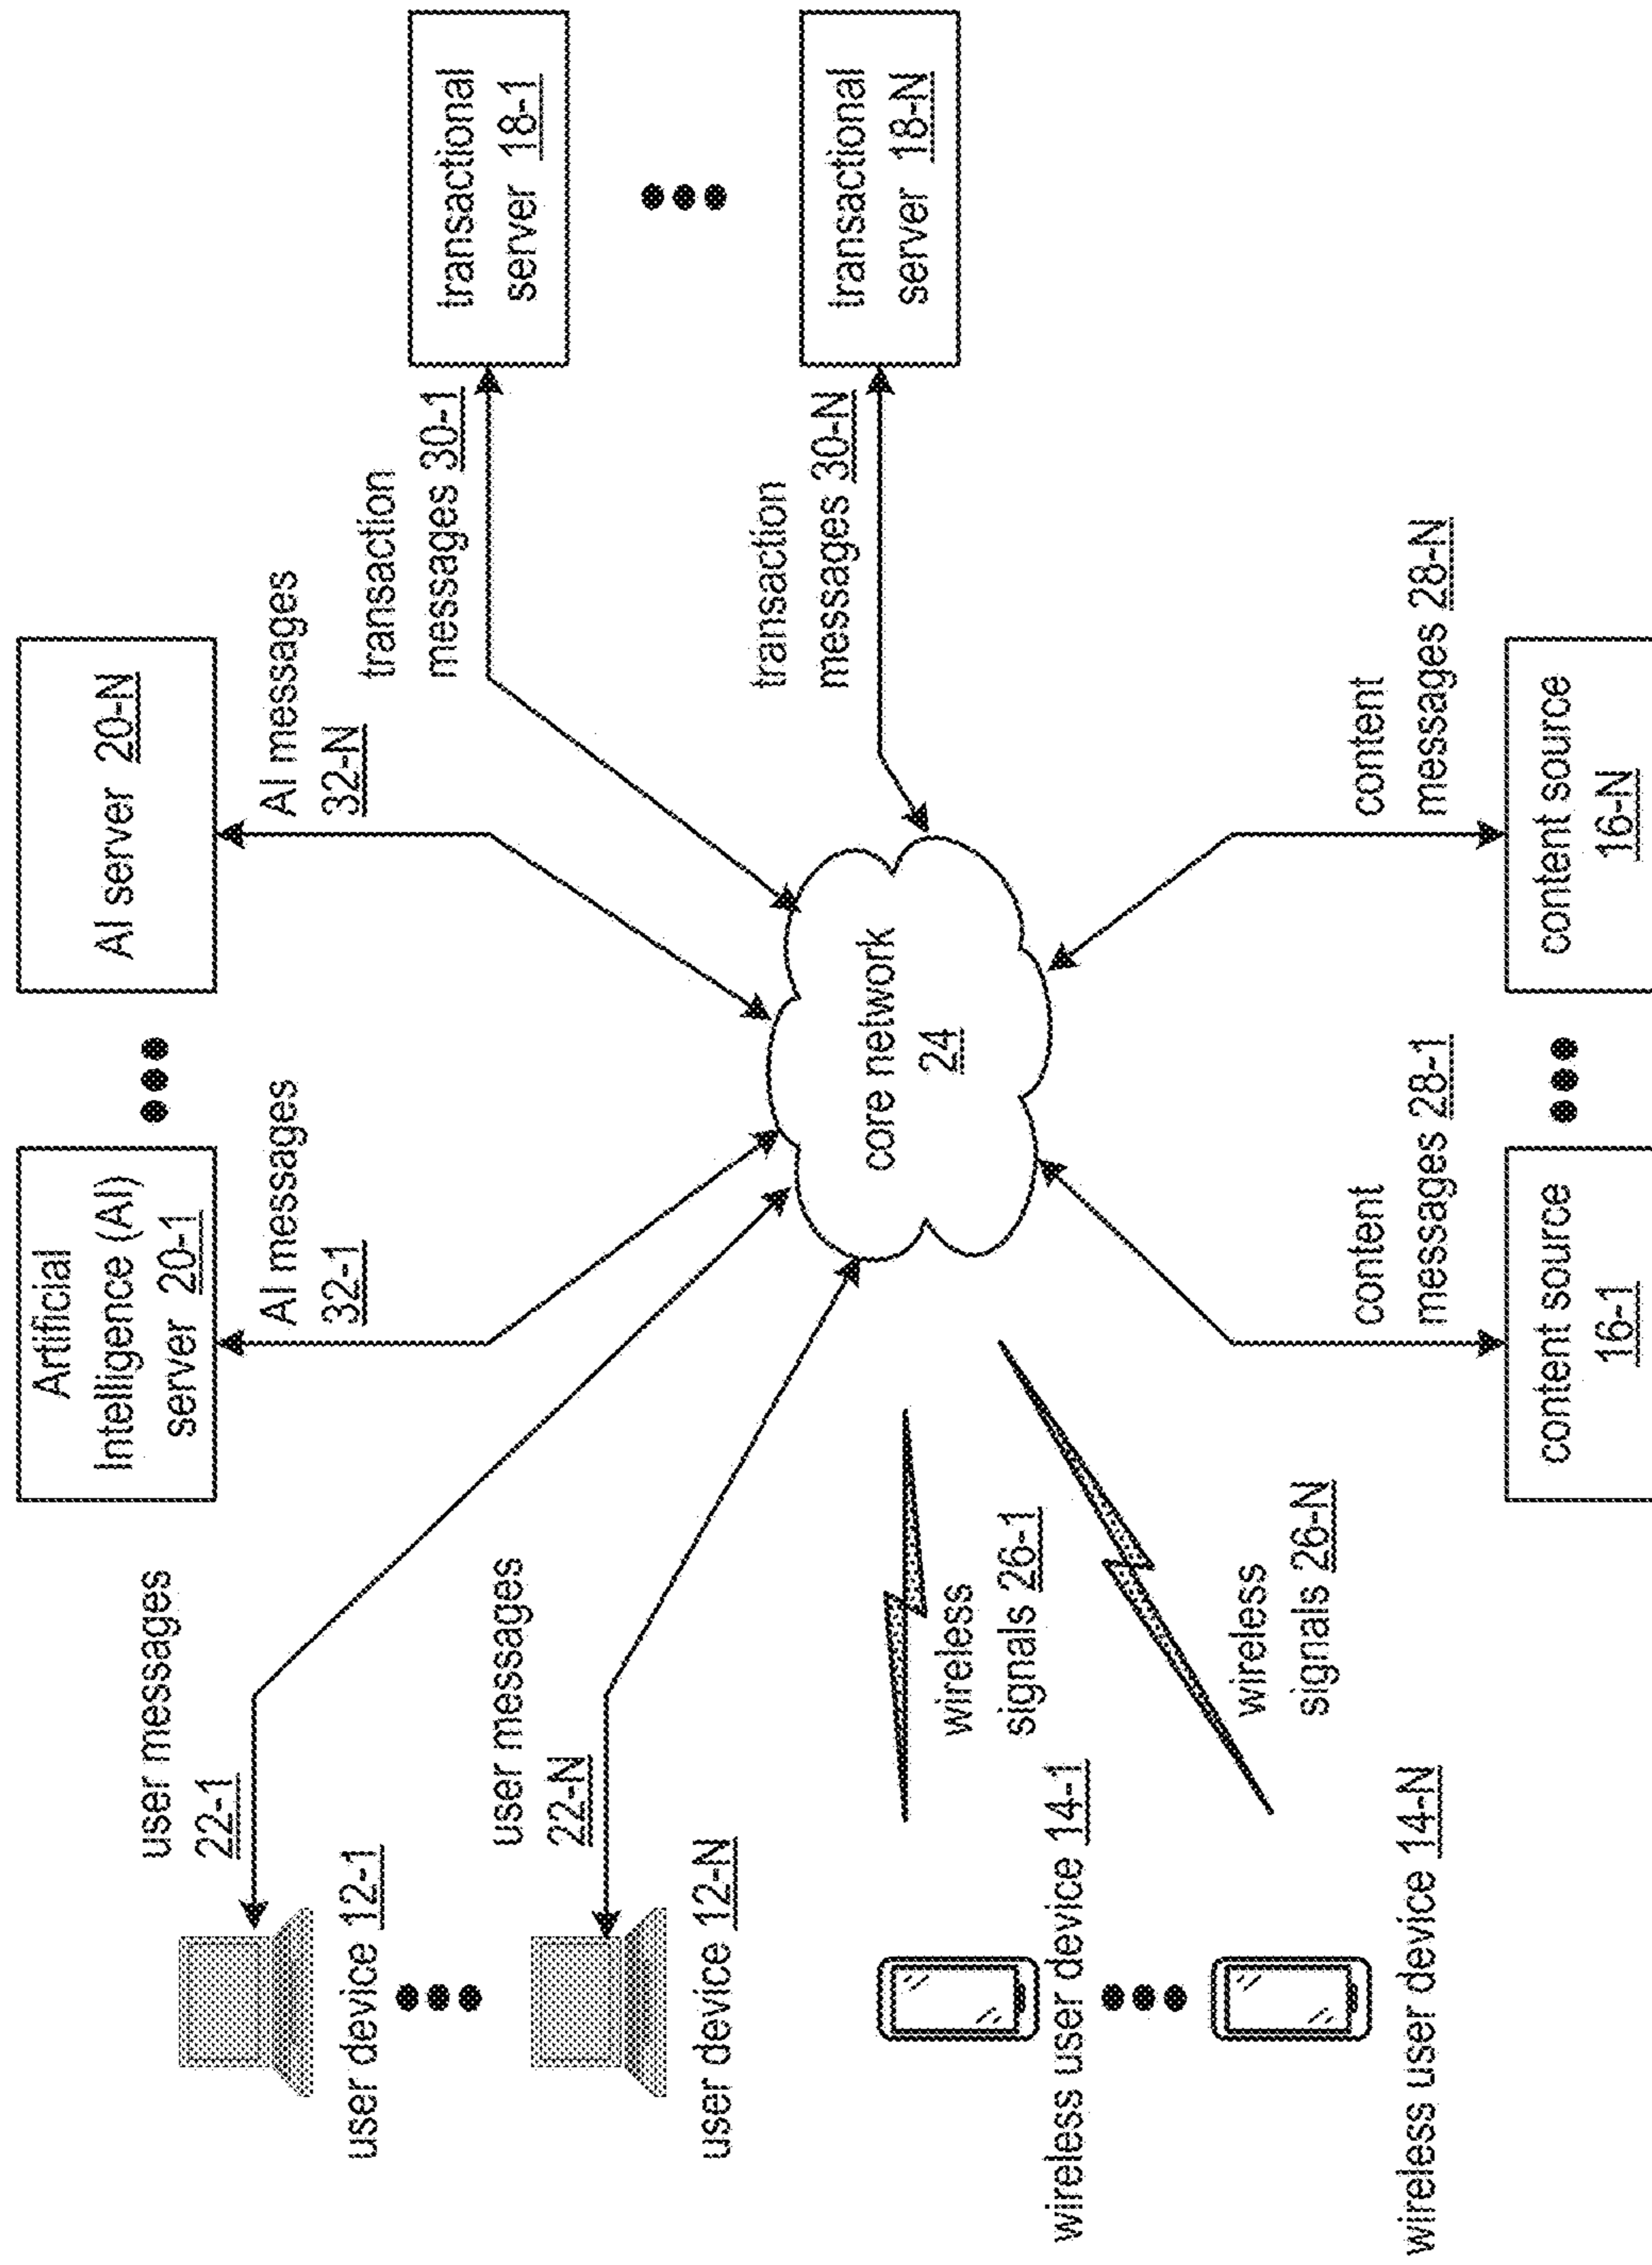 Artificial
Intelligence (AI)
server 20-1
AI server 20-N
AI messages
32-1
AI messages
32-N
user messages
22-1
user device 12-1
user messages
22-N
user device 12-N
transaction
messages 30-1
transactional
server 18-1
transaction
messages 30-N
transactional
server 18-N
core network
24
wireless
signals 26-1
wireless user device 14-1
wireless
signals 26-N
wireless user device 14-N
content
messages 28-1
content source
16-1
content
messages 28-N
content source
16-N